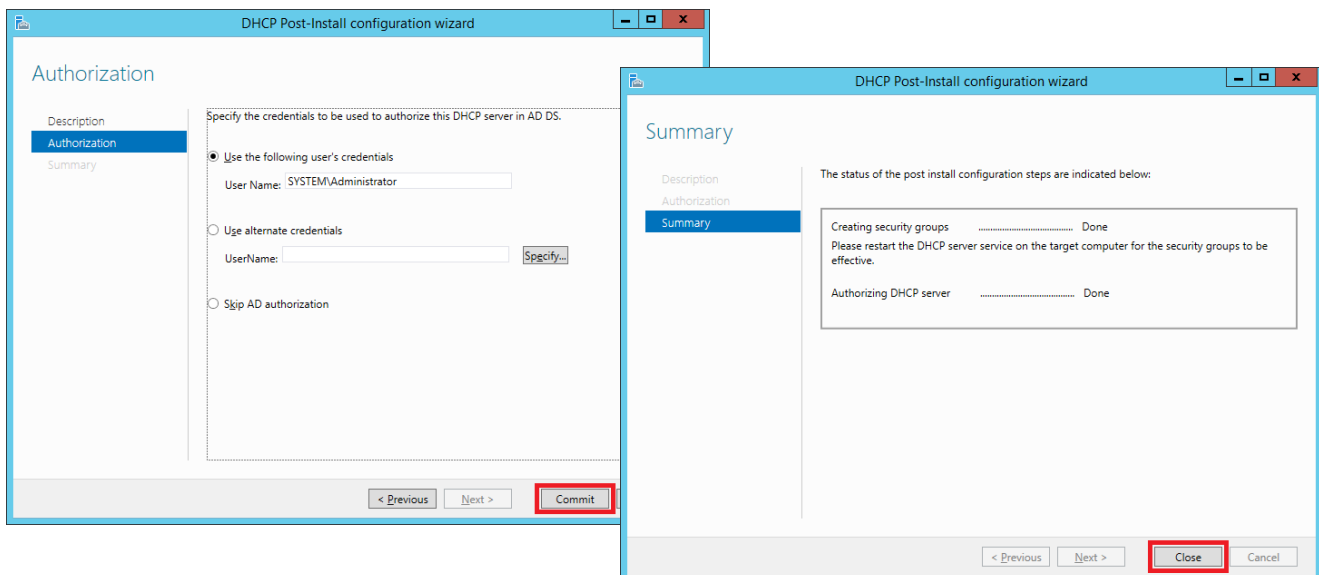 DHCP Post-Install configuration wizard
Authorization
Description
Authorization
Summary
Specify the credentials to be used to authorize this DHCP server in AD DS.
Use the following user's credentials
User Name: SYSTEM\Administrator
Use alternate credentials
UserName:
Specify...
Skip AD authorization
< Previous
Next >
Commit
DHCP Post-Install configuration wizard
Summary
Description
Authorization
Summary
The status of the post install configuration steps are indicated below:
Creating security groups ........................................ Done
Please restart the DHCP server service on the target computer for the security groups to be
effective.
Authorizing DHCP server ........................................ Done
< Previous
Next >
Close
Cancel